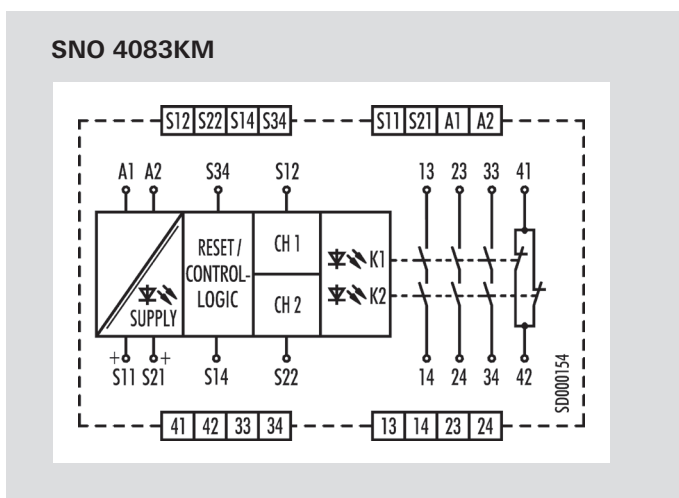 SNO 4083KM
S12 S22 S14 S34 S11 S21 A1 A2
A1 A2 S34 S12 13 23 33 41
RESET /
CONTROL-
LOGIC
CH 1
CH 2
K1
K2
SUPPLY
+ +
S11 S21 S14 S22 14 24 34 42
SD000154
41 42 33 34 13 14 23 24